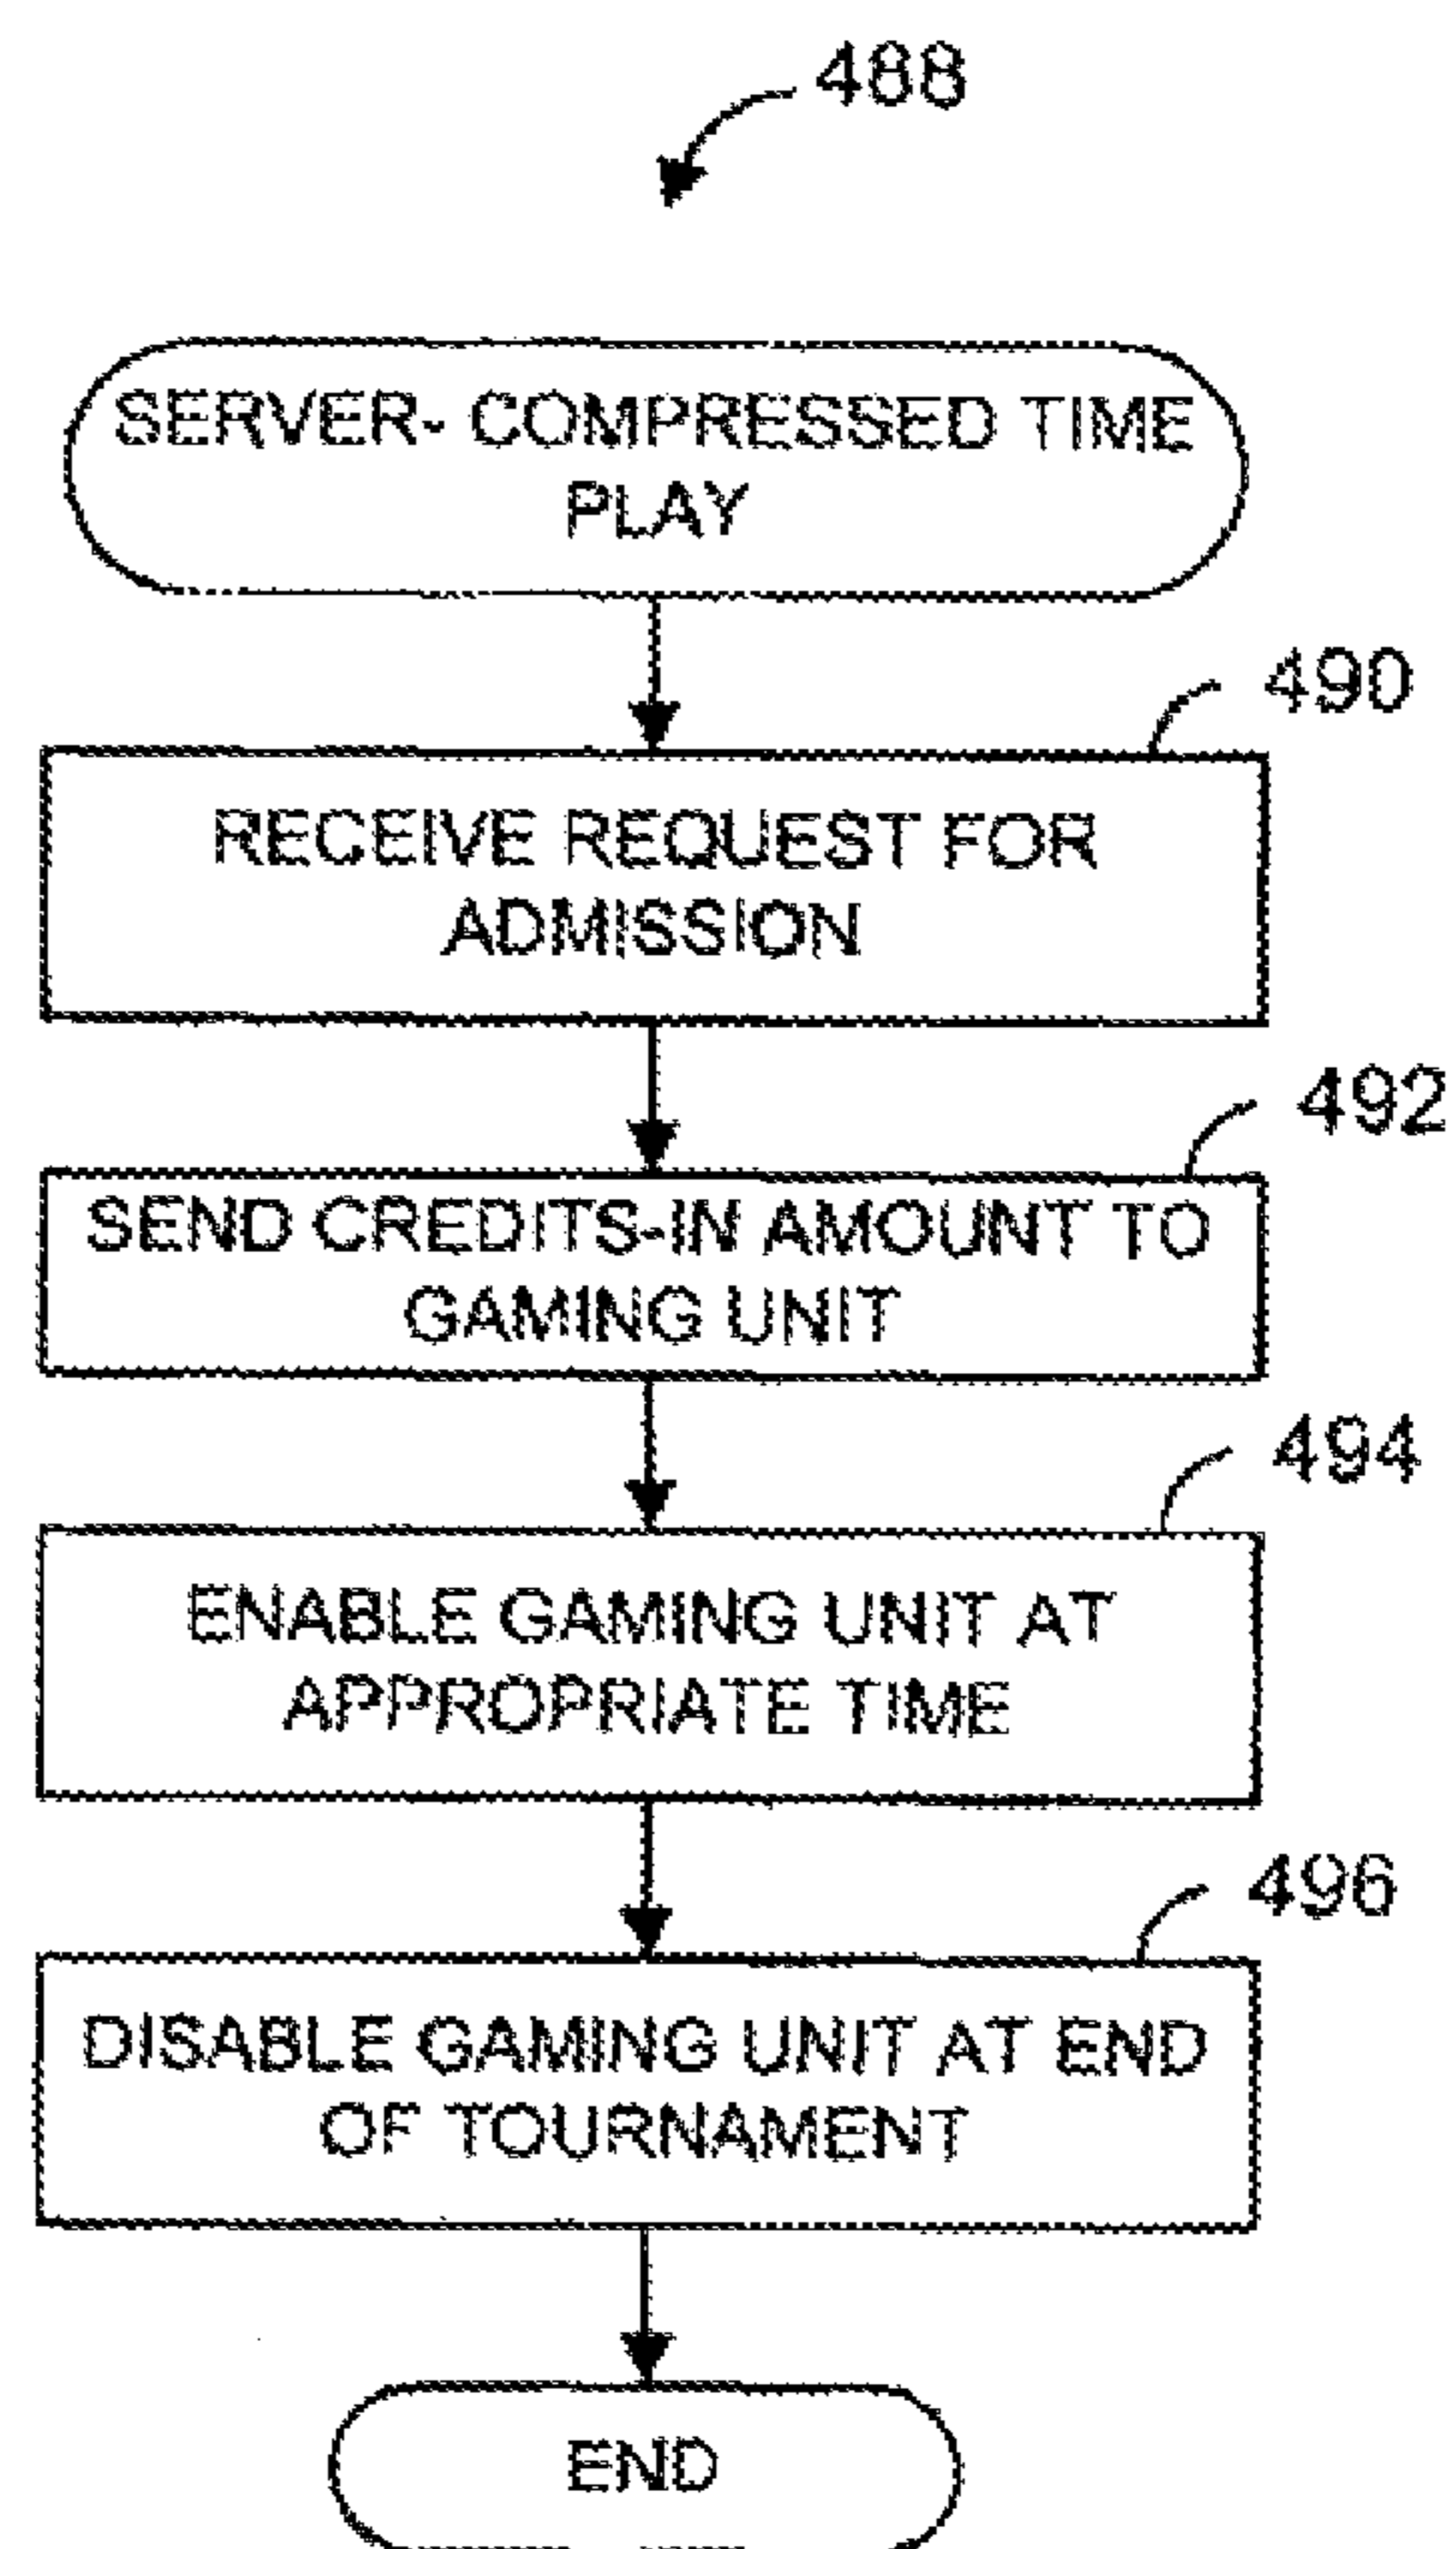 488
SERVER- COMPRESSED TIME
PLAY
490
RECEIVE REQUEST FOR
ADMISSION
492
SEND CREDITS-IN AMOUNT TO
GAMING UNIT
494
ENABLE GAMING UNIT AT
APPROPRIATE TIME
496
DISABLE GAMING UNIT AT END
OF TOURNAMENT
END